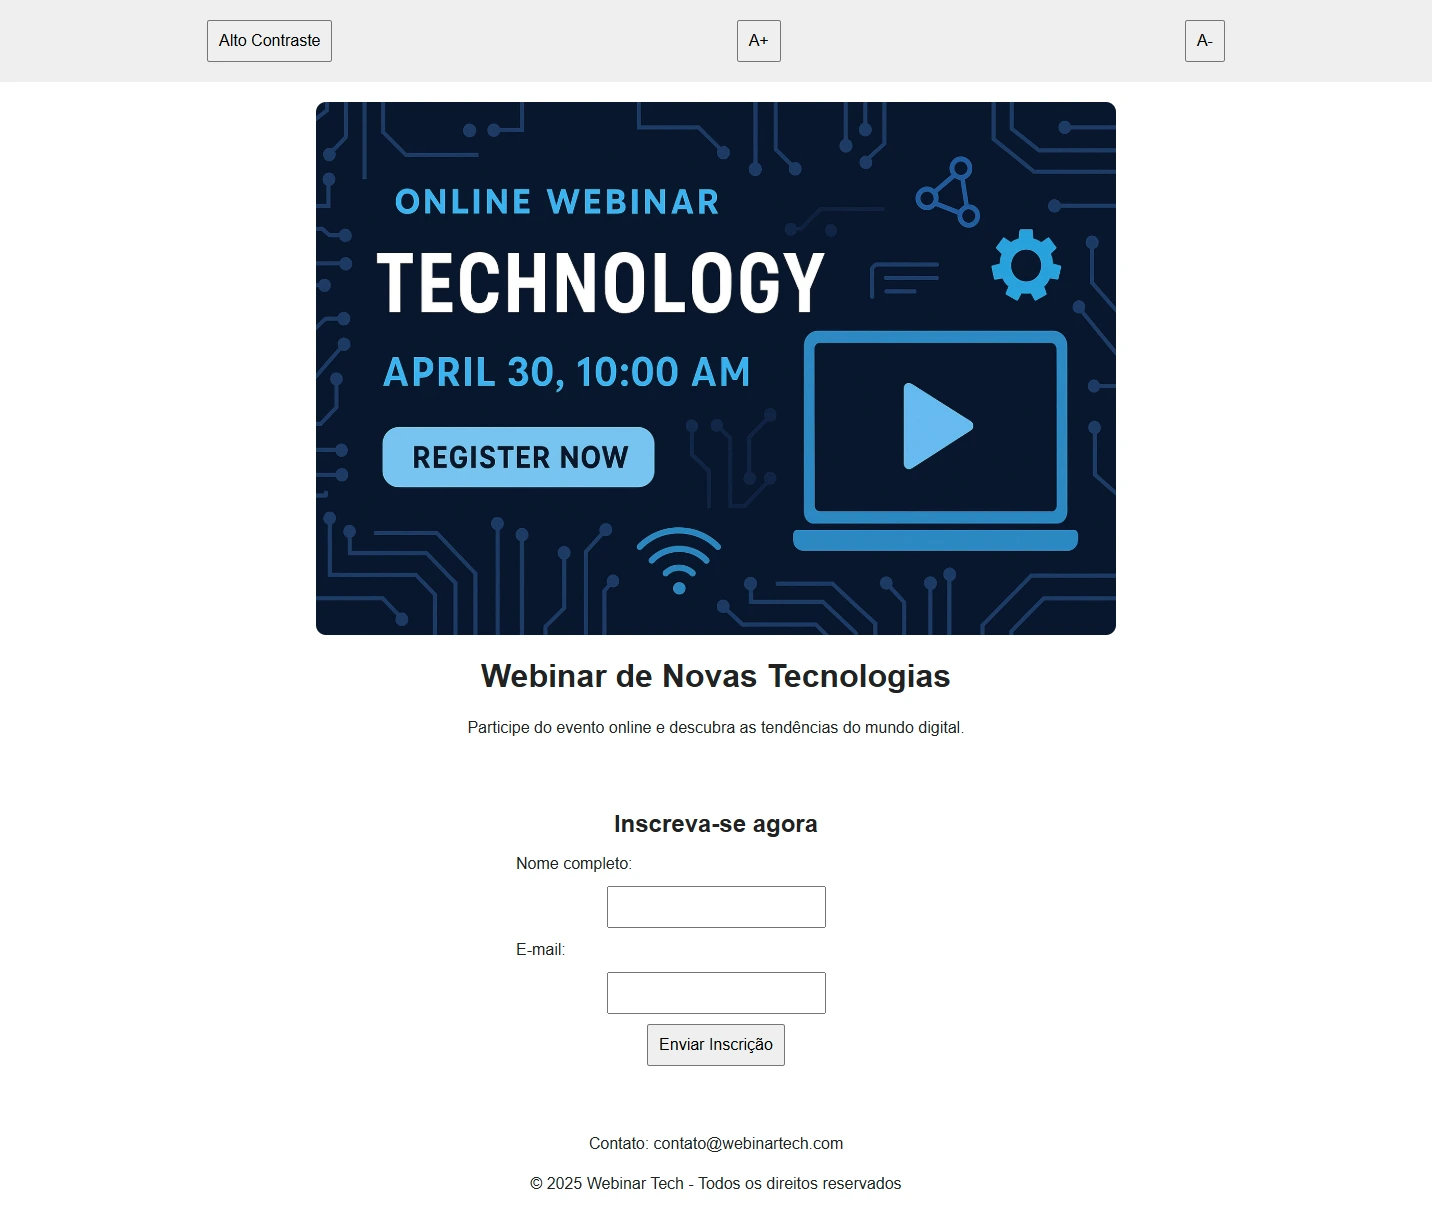 Alto Contraste
A+
A-
ONLINE WEBINAR
TECHNOLOGY
APRIL 30, 10:00 AM
REGISTER NOW
Webinar de Novas Tecnologias
Participe do evento online e descubra as tendências do mundo digital.
Inscreva-se agora
Nome completo:
E-mail:
Enviar Inscrição
Contato: contato@webinartech.com
© 2025 Webinar Tech - Todos os direitos reservados